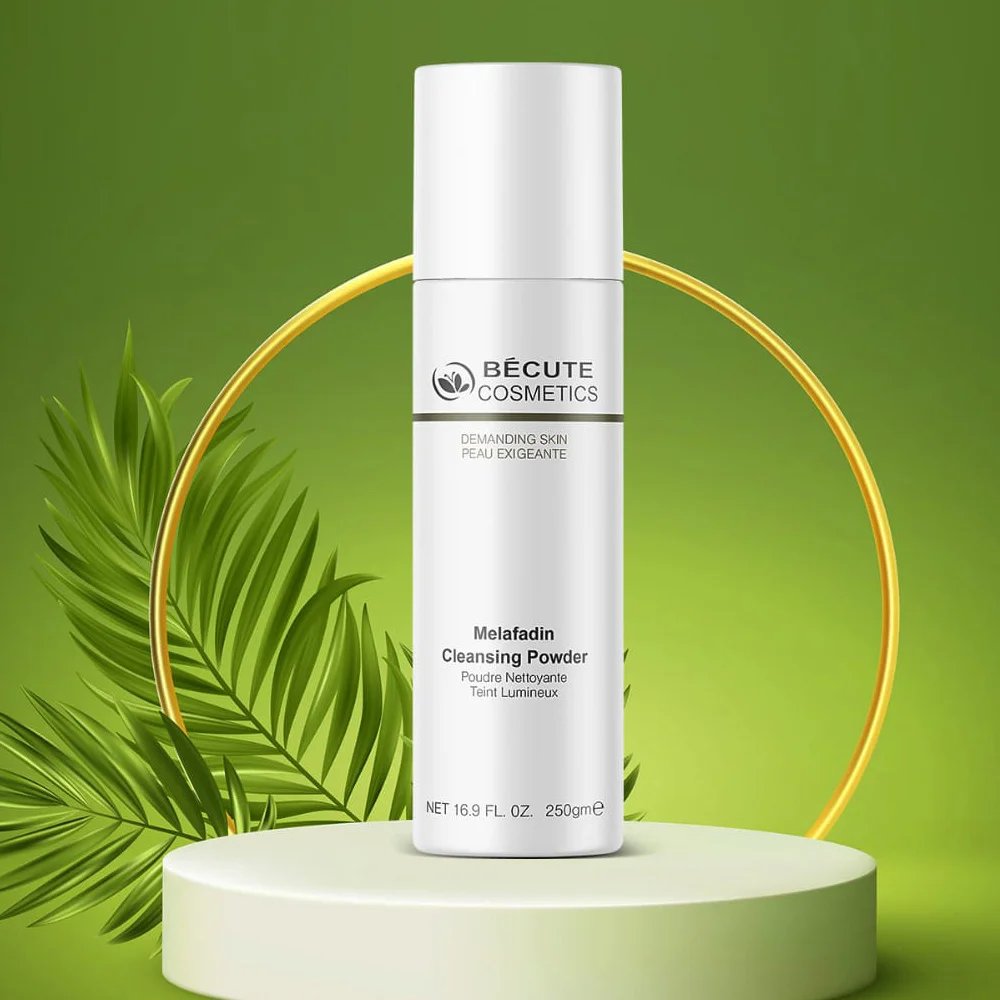 BÉCUTE
COSMETICS
DEMANDING SKIN
PEAU EXIGEANTE
Melafadin
Cleansing Powder
Poudre Nettoyante
Teint Lumineux
NET 16.9 FL. OZ. 250gm℮